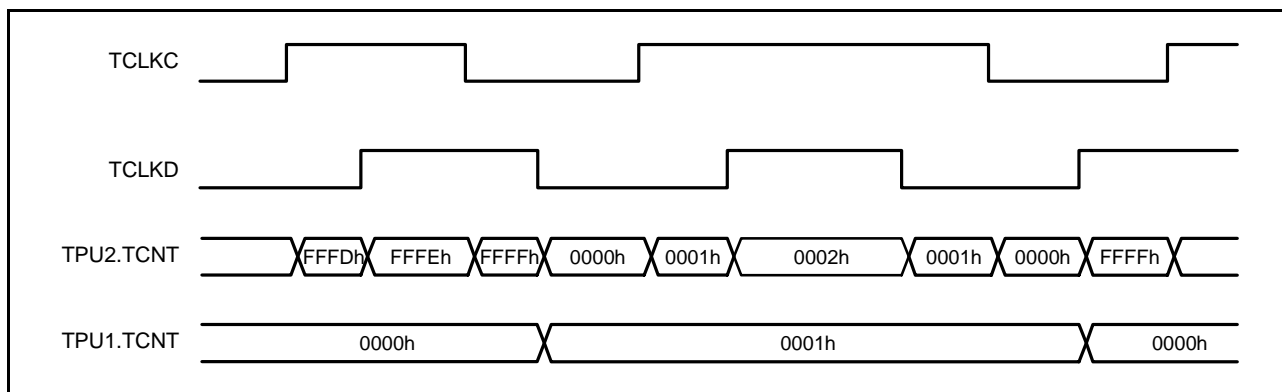 TCLKC
TCLKD
TPU2.TCNT FFFDh FFFEh FFFFh 0000h 0001h 0002h 0001h 0000h FFFFh
TPU1.TCNT 0000h 0001h 0000h